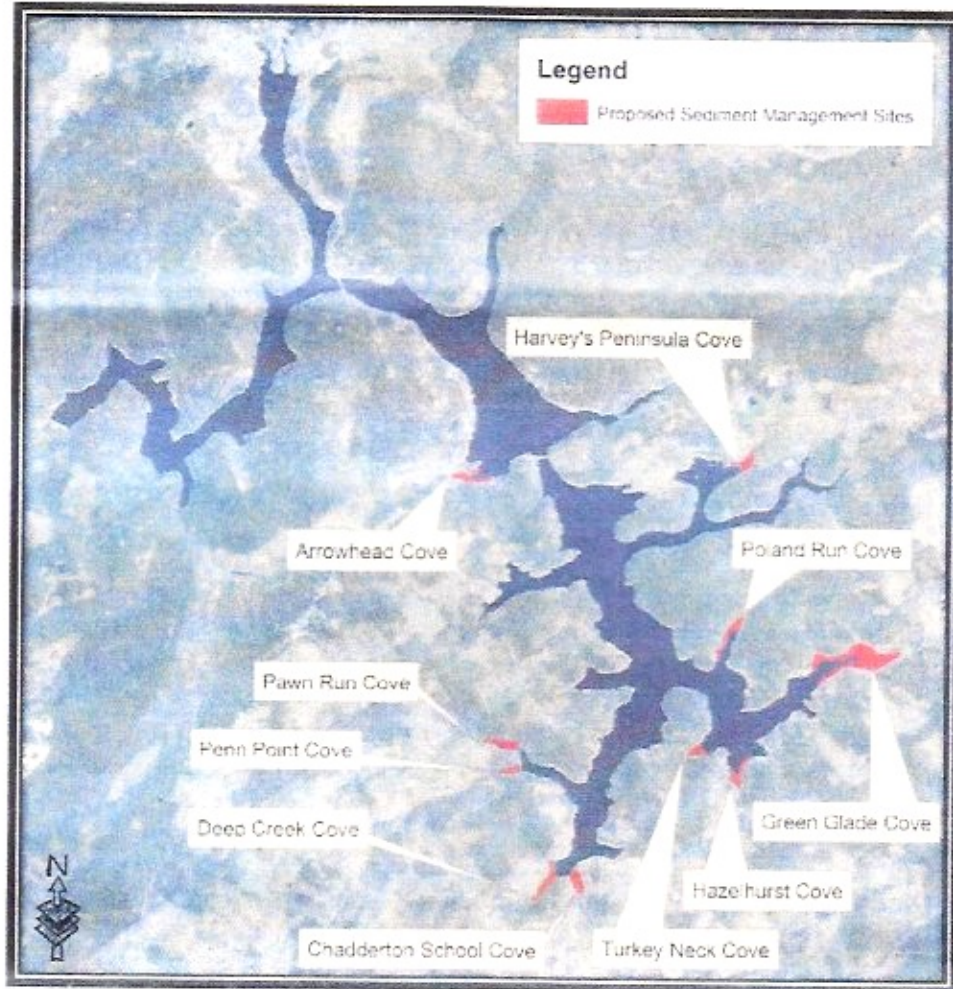 Legend
Proposed Sediment Management Sites
Harvey's Peninsula Cove
Arrowhead Cove
Poland Run Cove
Pawn Run Cove
Penn Point Cove
Deep Creek Cove
Green Glade Cove
Hazelhurst Cove
Chadderton School Cove
Turkey Neck Cove
N